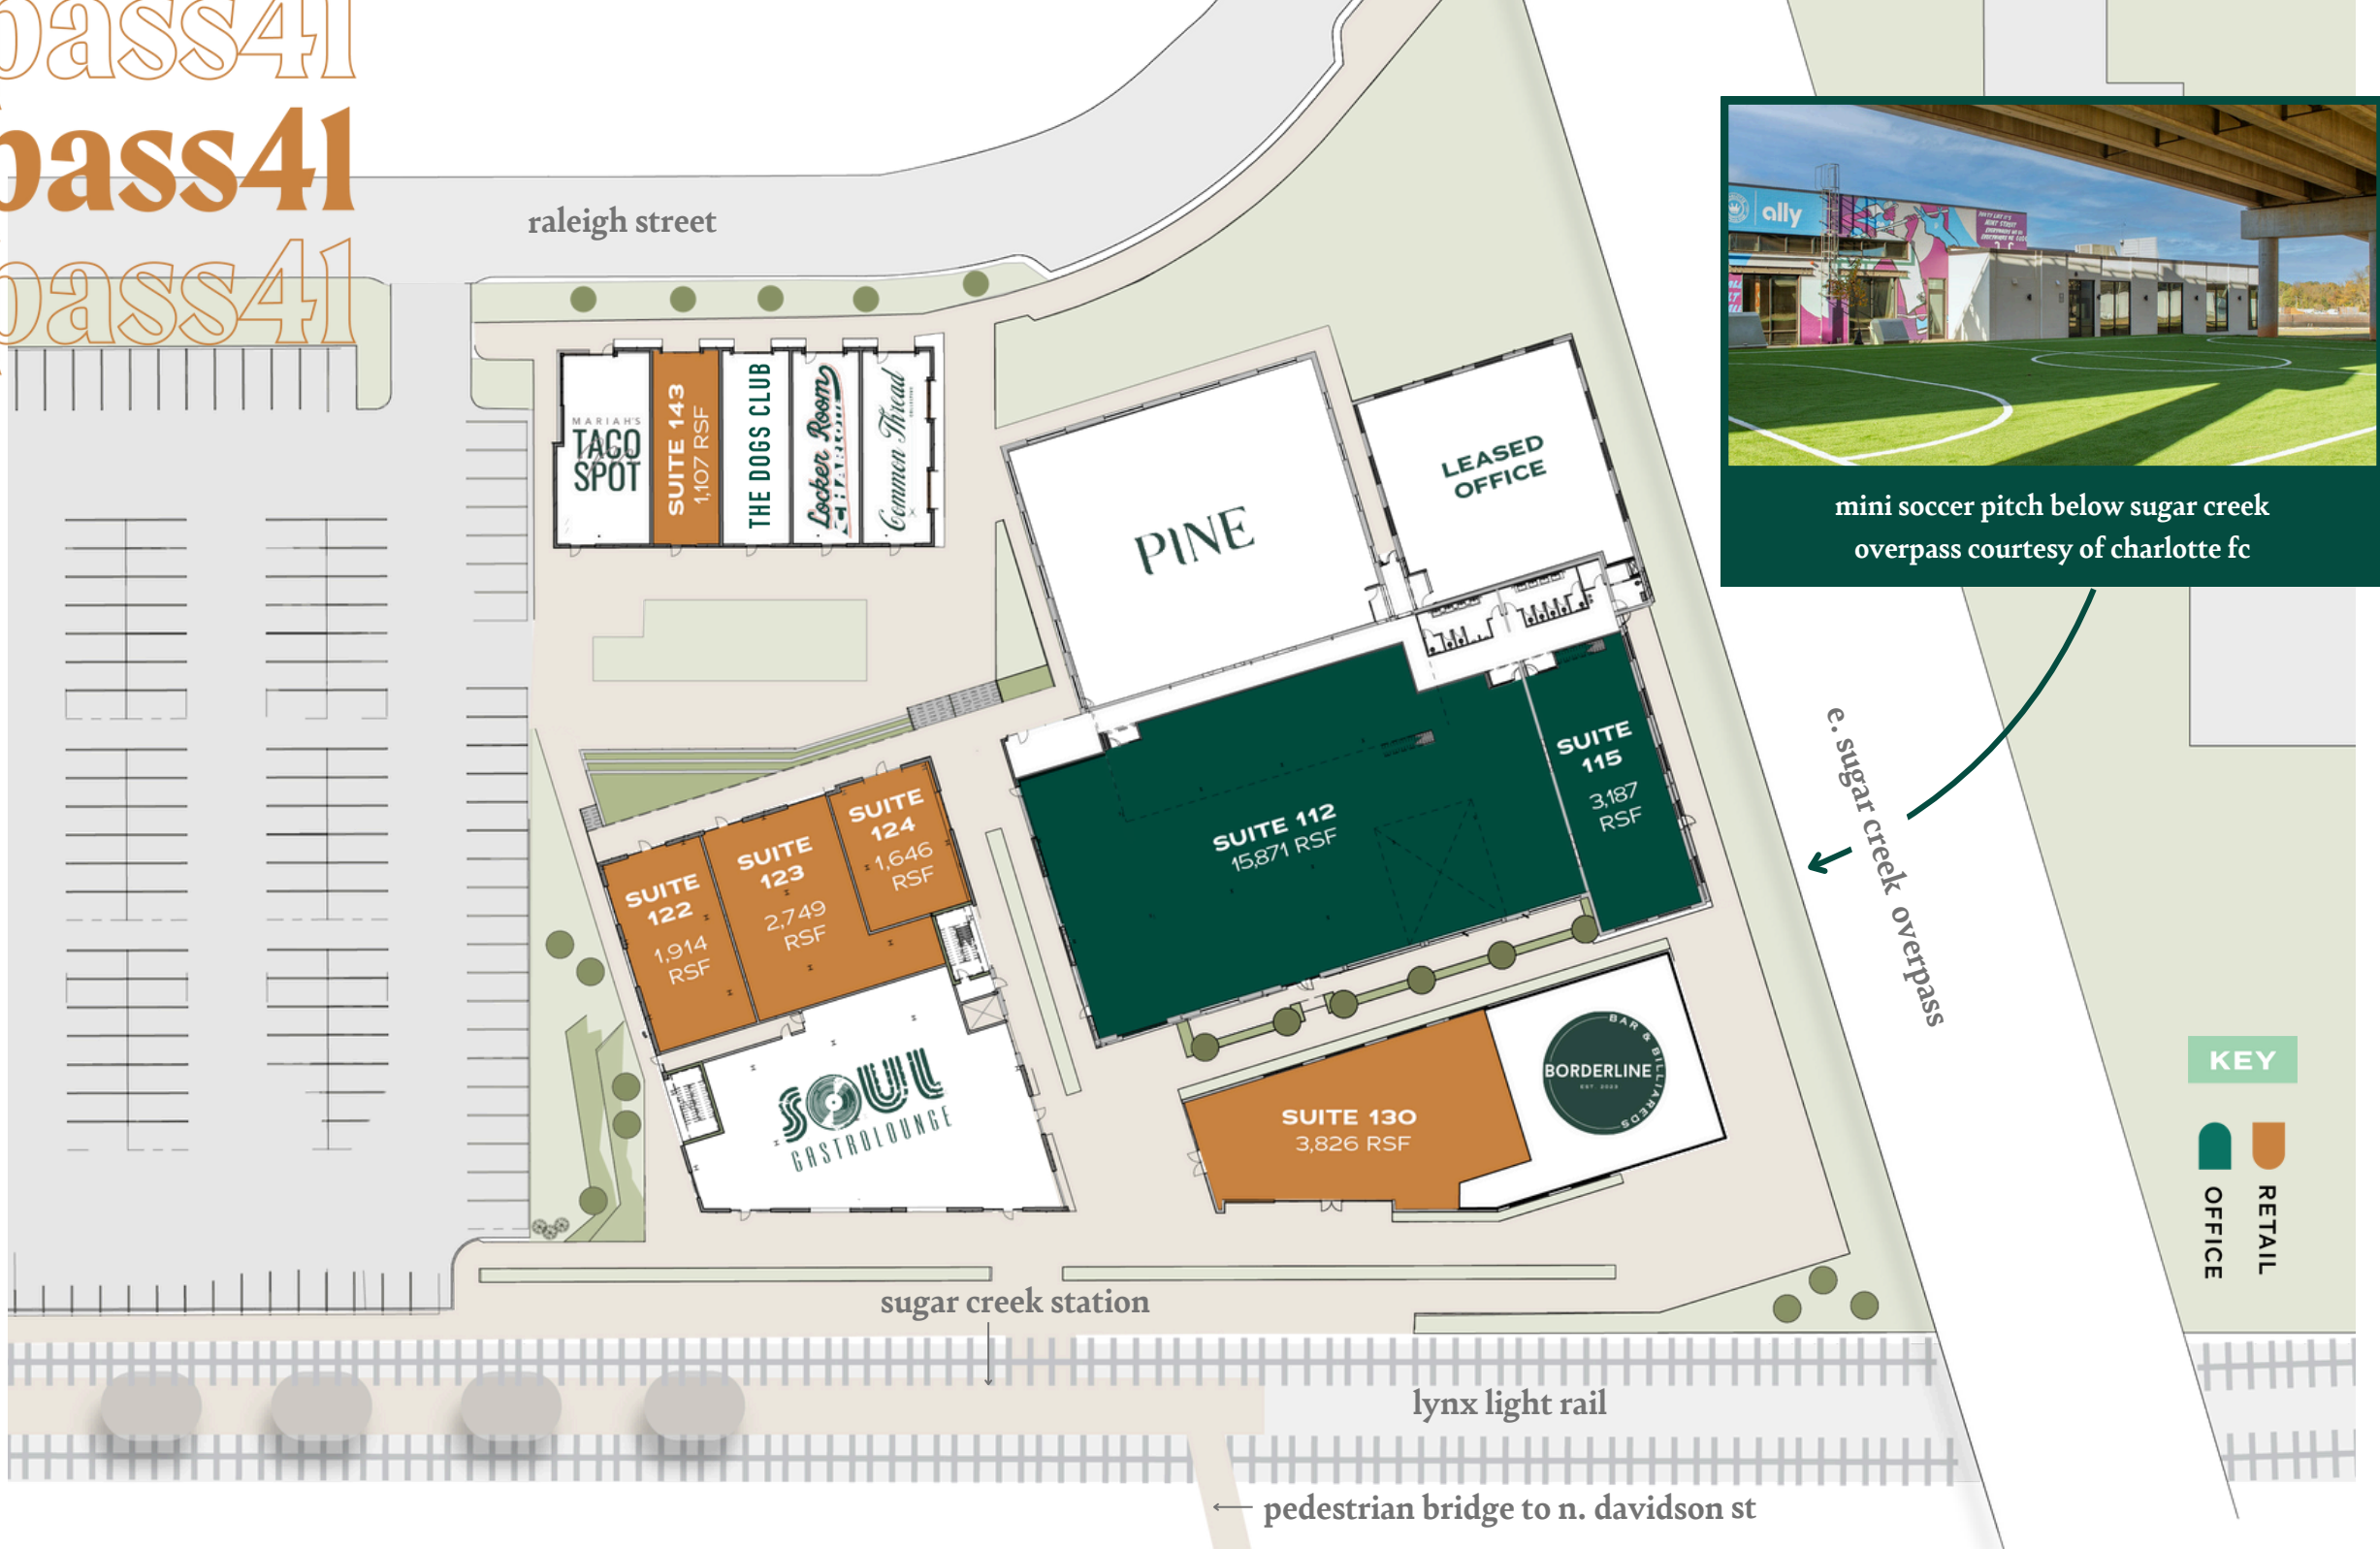 pass41
pass41
pass41
raleigh street
ally
mini soccer pitch below sugar creek
overpass courtesy of charlotte fc
MARIAH'S
TACO
SPOT
SUITE 143
1,107 RSF
THE DOGS CLUB
Locker Room
Common Thread
PINE
LEASED
OFFICE
SUITE
115
3,187
RSF
SUITE 112
15,871 RSF
SUITE
124
1,646
RSF
SUITE
123
2,749
RSF
SUITE
122
1,914
RSF
e. sugar creek overpass
SOUL
GASTROLOUNGE
BAR & BILLIAREDS
BORDERLINE
EST. 2023
SUITE 130
3,826 RSF
KEY
RETAIL
OFFICE
sugar creek station
lynx light rail
pedestrian bridge to n. davidson st